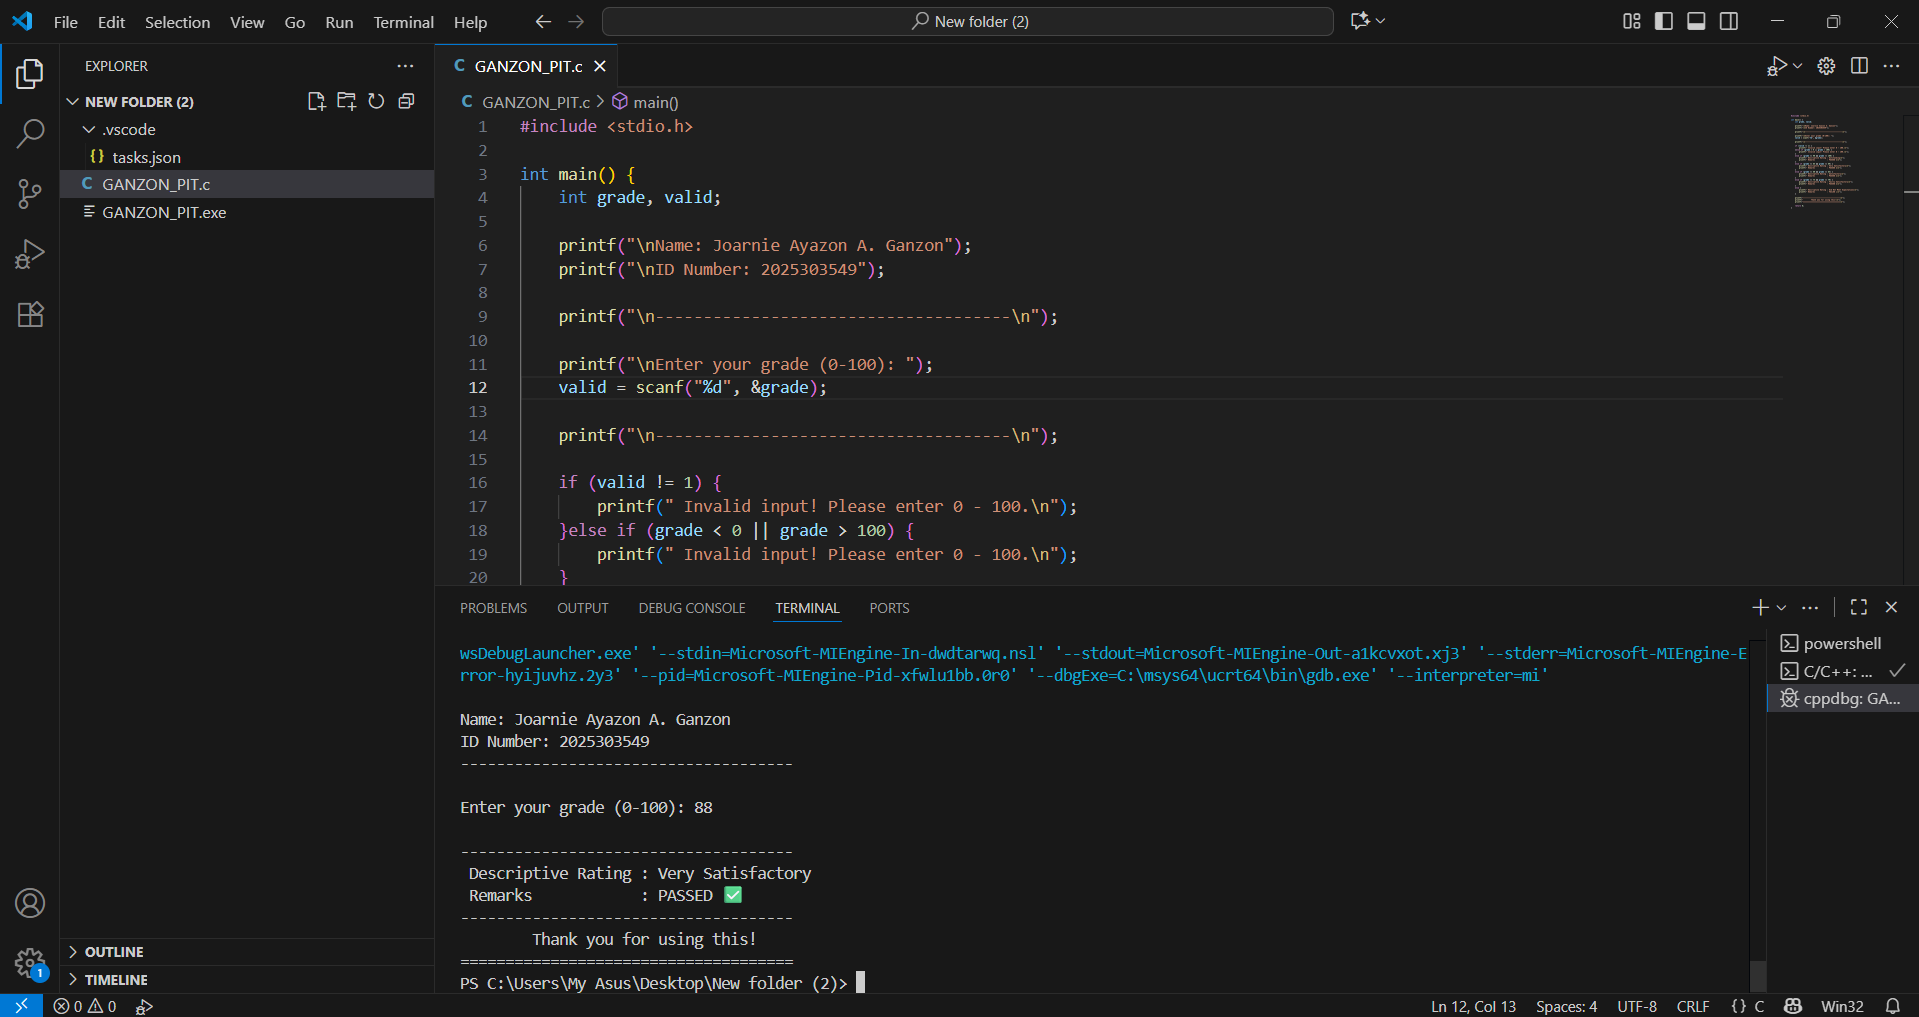 File Edit Selection View Go Run Terminal Help
New folder (2)
EXPLORER
NEW FOLDER (2)
.vscode
{} tasks.json
C GANZON_PIT.c
GANZON_PIT.exe
OUTLINE
TIMELINE
C GANZON_PIT.c
C GANZON_PIT.c > main()
1 #include <stdio.h>
2
3 int main() {
4 int grade, valid;
5
6 printf("\nName: Joarnie Ayazon A. Ganzon");
7 printf("\nID Number: 2025303549");
8
9 printf("\n-------------------------------------\n");
10
11 printf("\nEnter your grade (0-100): ");
12 valid = scanf("%d", &grade);
13
14 printf("\n-------------------------------------\n");
15
16 if (valid != 1) {
17 printf(" Invalid input! Please enter 0 - 100.\n");
18 }else if (grade < 0 || grade > 100) {
19 printf(" Invalid input! Please enter 0 - 100.\n");
20 }
PROBLEMS OUTPUT DEBUG CONSOLE TERMINAL PORTS
wsDebugLauncher.exe' '--stdin=Microsoft-MIEngine-In-dwdtarwq.nsl' '--stdout=Microsoft-MIEngine-Out-a1kcvxot.xj3' '--stderr=Microsoft-MIEngine-E
rror-hyijuvhz.2y3' '--pid=Microsoft-MIEngine-Pid-xfwlu1bb.0r0' '--dbgExe=C:\msys64\ucrt64\bin\gdb.exe' '--interpreter=mi'
Name: Joarnie Ayazon A. Ganzon
ID Number: 2025303549
-------------------------------------
Enter your grade (0-100): 88
-------------------------------------
Descriptive Rating : Very Satisfactory
Remarks : PASSED ✅
-------------------------------------
Thank you for using this!
=====================================
PS C:\Users\My Asus\Desktop\New folder (2)>
powershell
C/C++: ...
cppdbg: GA...
1
0 0
Ln 12, Col 13 Spaces: 4 UTF-8 CRLF {} C Win32